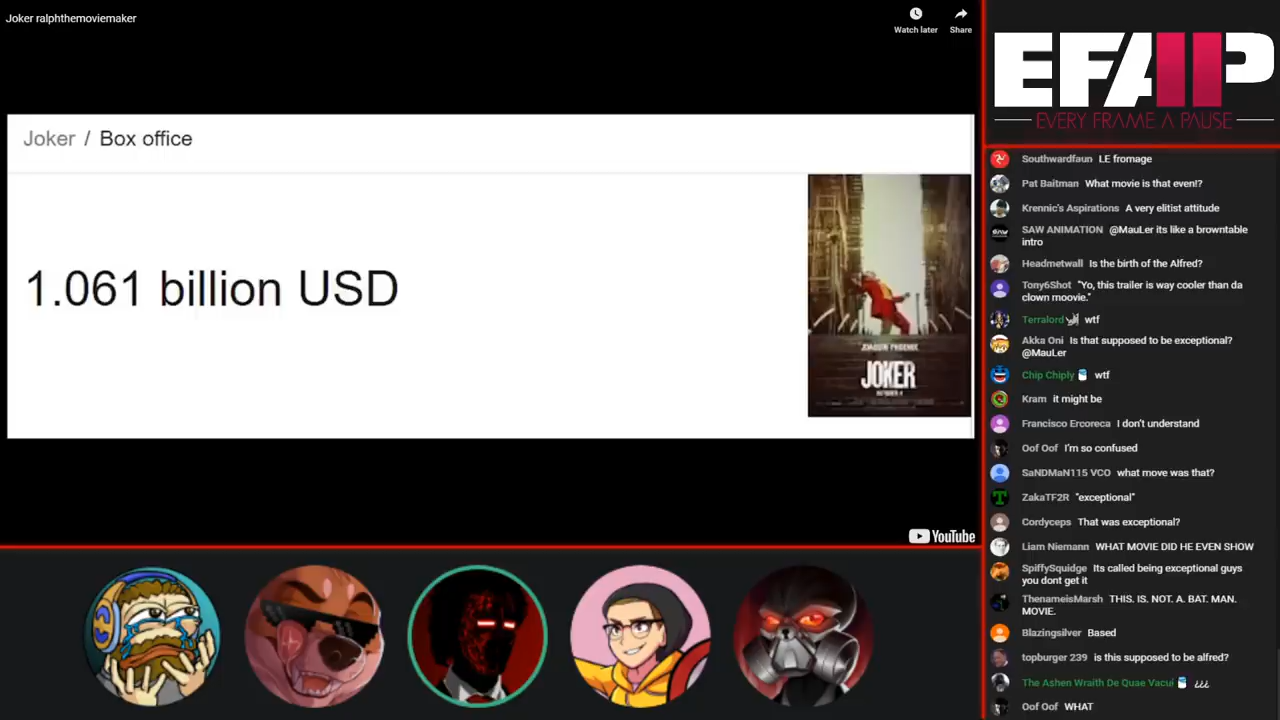 Joker ralphthemoviemaker
Watch later
Share
Joker / Box office
1.061 billion USD
JOAQUIN PHOENIX
JOKER
OCTOBER 4
YouTube
EFAP
EVERY FRAME A PAUSE
Southwardfaun LE fromage
Pat Baitman What movie is that even!?
Krennic's Aspirations A very elitist attitude
SAW ANIMATION @MauLer its like a browntable
intro
Headmetwall Is the birth of the Alfred?
Tony6Shot "Yo, this trailer is way cooler than da
clown moovie."
Terralord wtf
Akka Oni Is that supposed to be exceptional?
@MauLer
Chip Chiply wtf
Kram it might be
Francisco Ercoreca I don't understand
Oof Oof I'm so confused
SaNDMaN115 VCO what move was that?
ZakaTF2R "exceptional"
Cordyceps That was exceptional?
Liam Niemann WHAT MOVIE DID HE EVEN SHOW
SpiffySquidge Its called being exceptional guys
you dont get it
ThenameisMarsh THIS. IS. NOT. A. BAT. MAN.
MOVIE.
Blazingsilver Based
topburger 239 is this supposed to be alfred?
The Ashen Wraith De Quae Vacui ¿¿¿
Oof Oof WHAT